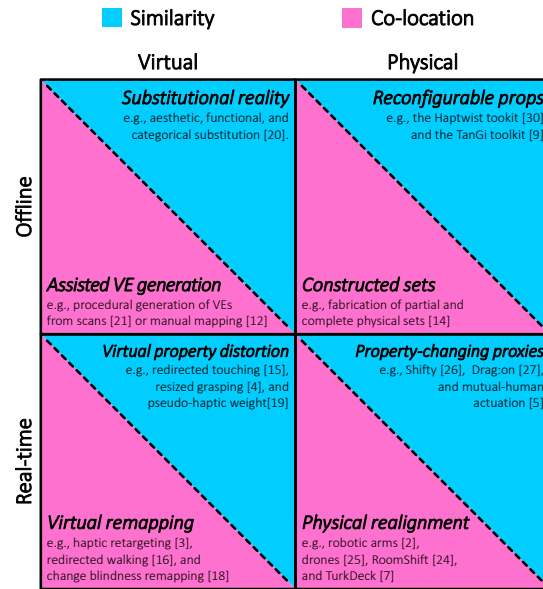 Similarity
Co-location
Virtual
Physical
Offline
Substitutional reality
e.g., aesthetic, functional, and
categorical substitution [20].
Assisted VE generation
e.g., procedural generation of VEs
from scans [21] or manual mapping [12]
Reconfigurable props
e.g., the Haptwist tookit [30]
and the TanGi toolkit [9]
Constructed sets
e.g., fabrication of partial and
complete physical sets [14]
Real-time
Virtual property distortion
e.g., redirected touching [15],
resized grasping [4], and
pseudo-haptic weight[19]
Virtual remapping
e.g., haptic retargeting [3],
redirected walking [16], and
change blindness remapping [18]
Property-changing proxies
e.g., Shifty [26], Drag:on [27],
and mutual-human
actuation [5]
Physical realignment
e.g., robotic arms [2],
drones [25], RoomShift [24],
and TurkDeck [7]